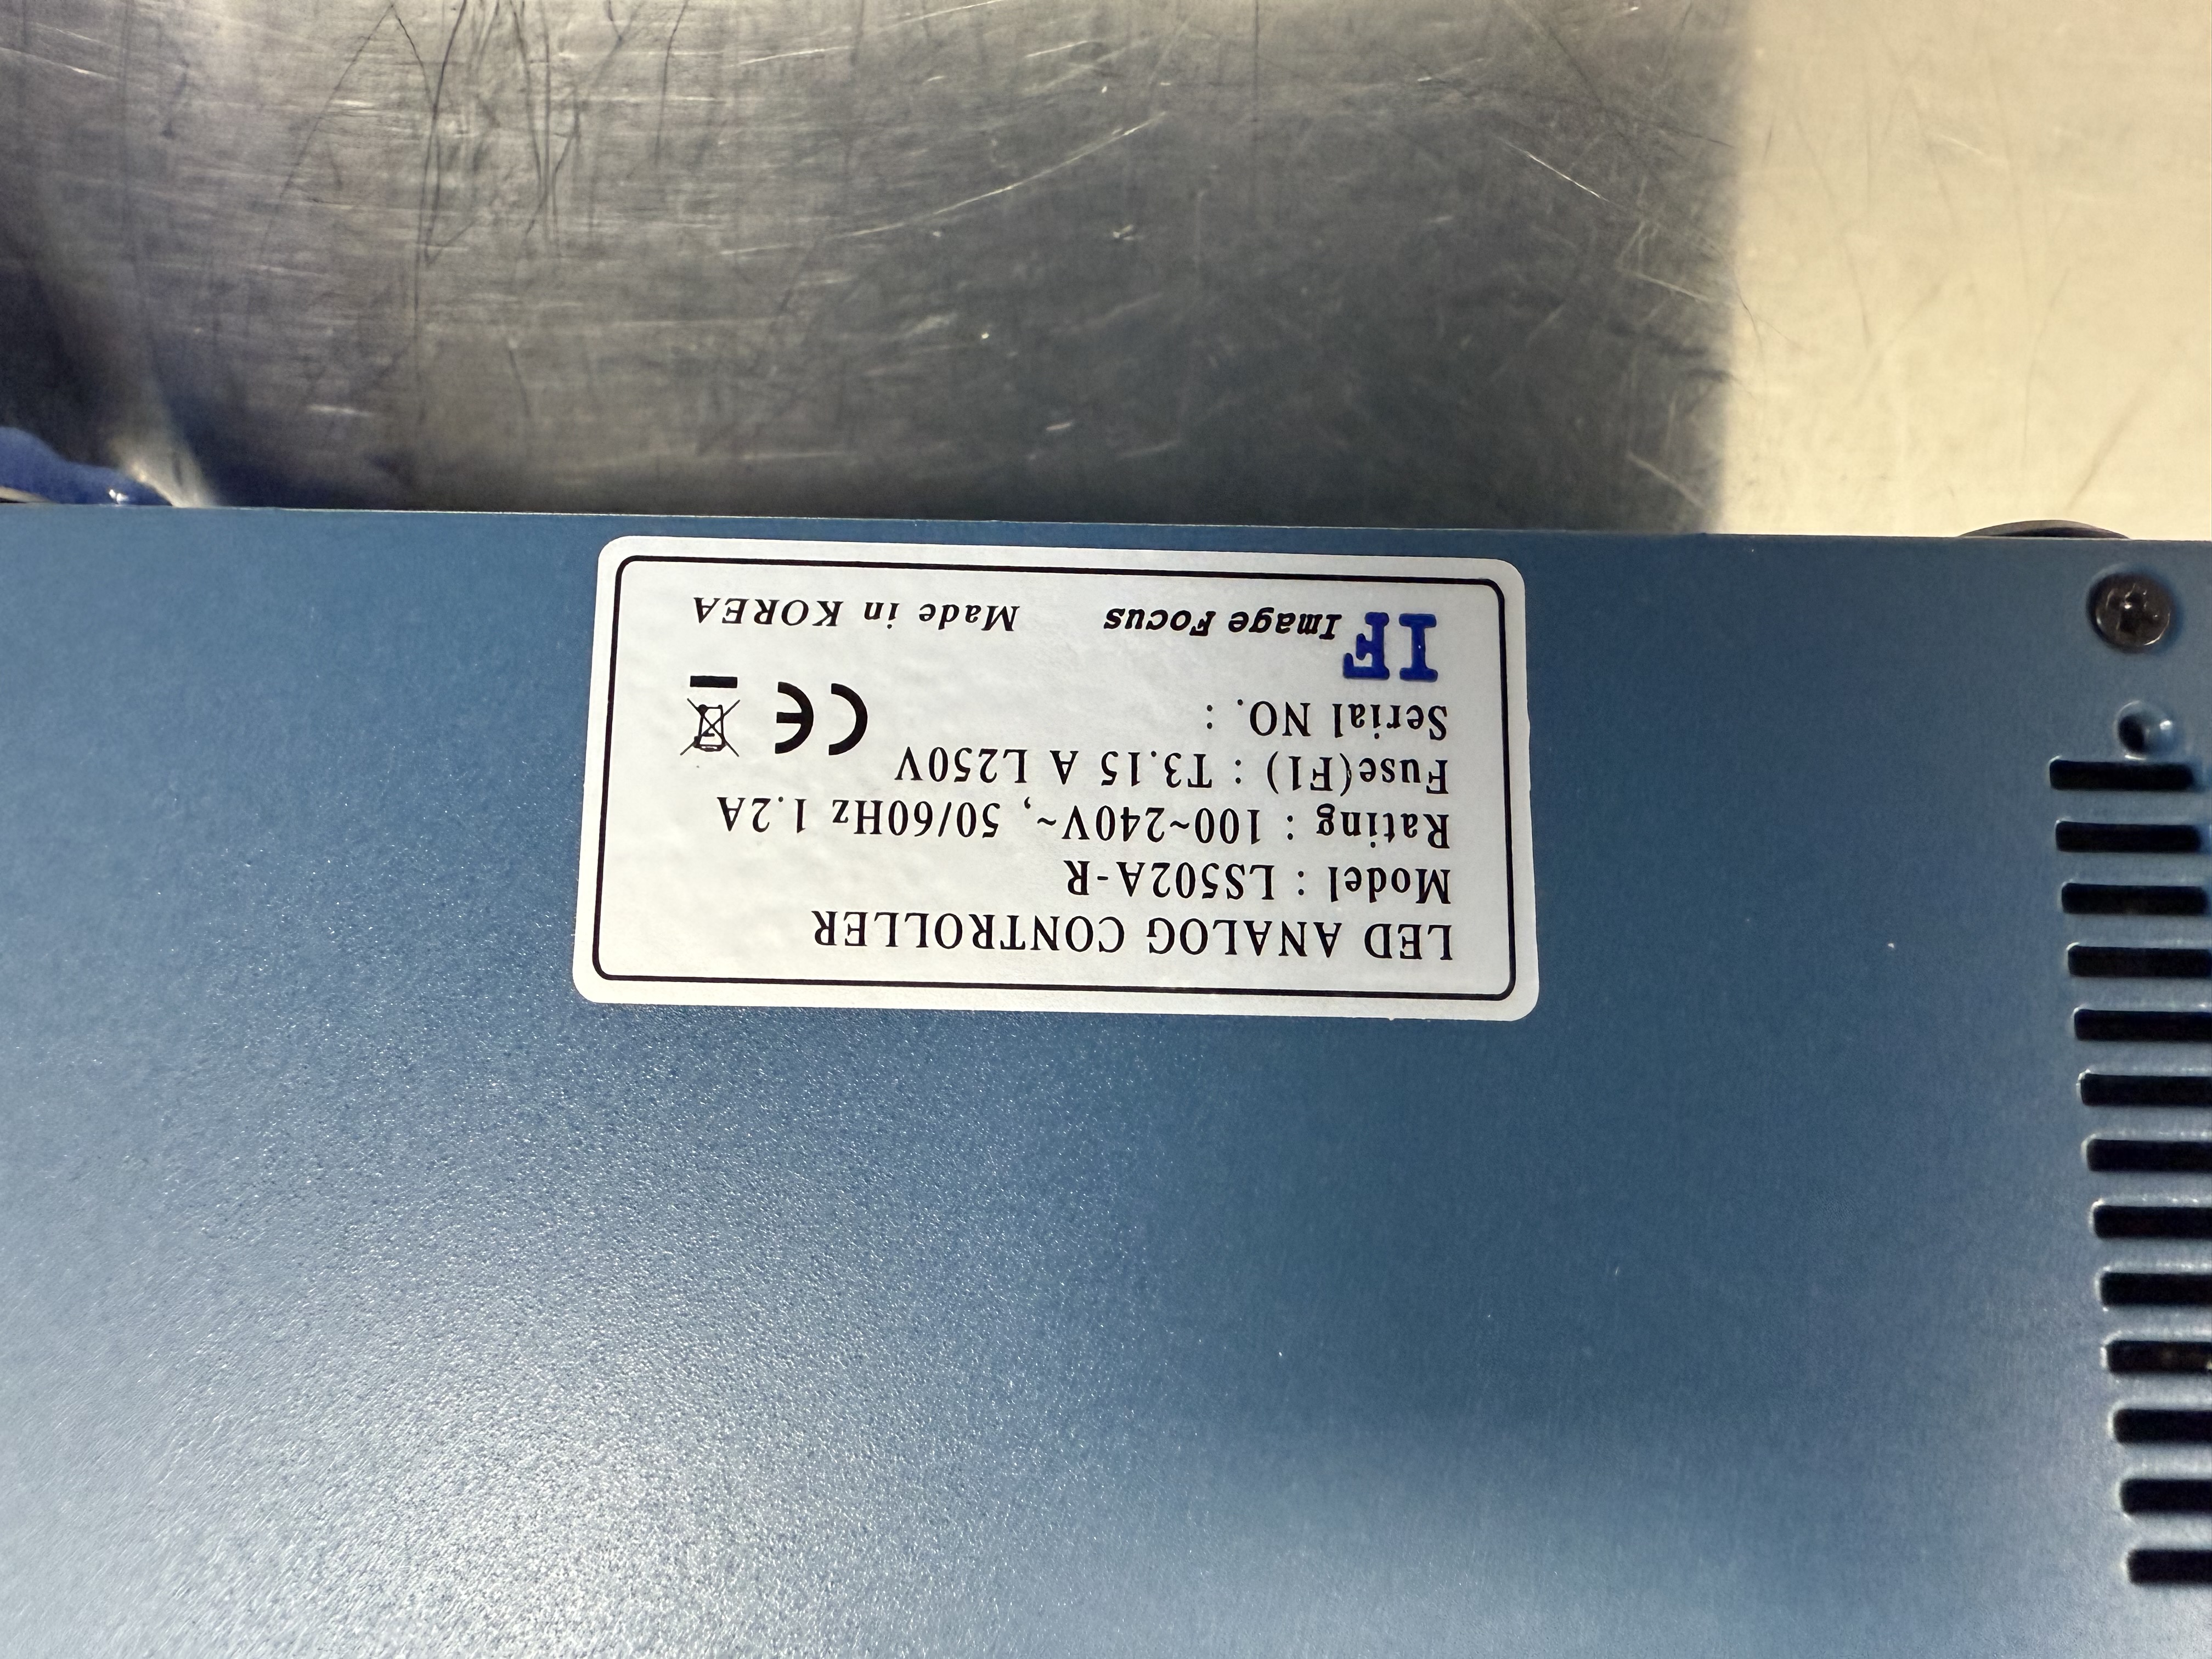 LED ANALOG CONTROLLER
Model : LS502A-R
Rating : 100~240V~, 50/60Hz 1.2A
Fuse(F1) : T3.15 A L250V
Serial NO. :
CE
IF Image Focus Made in KOREA